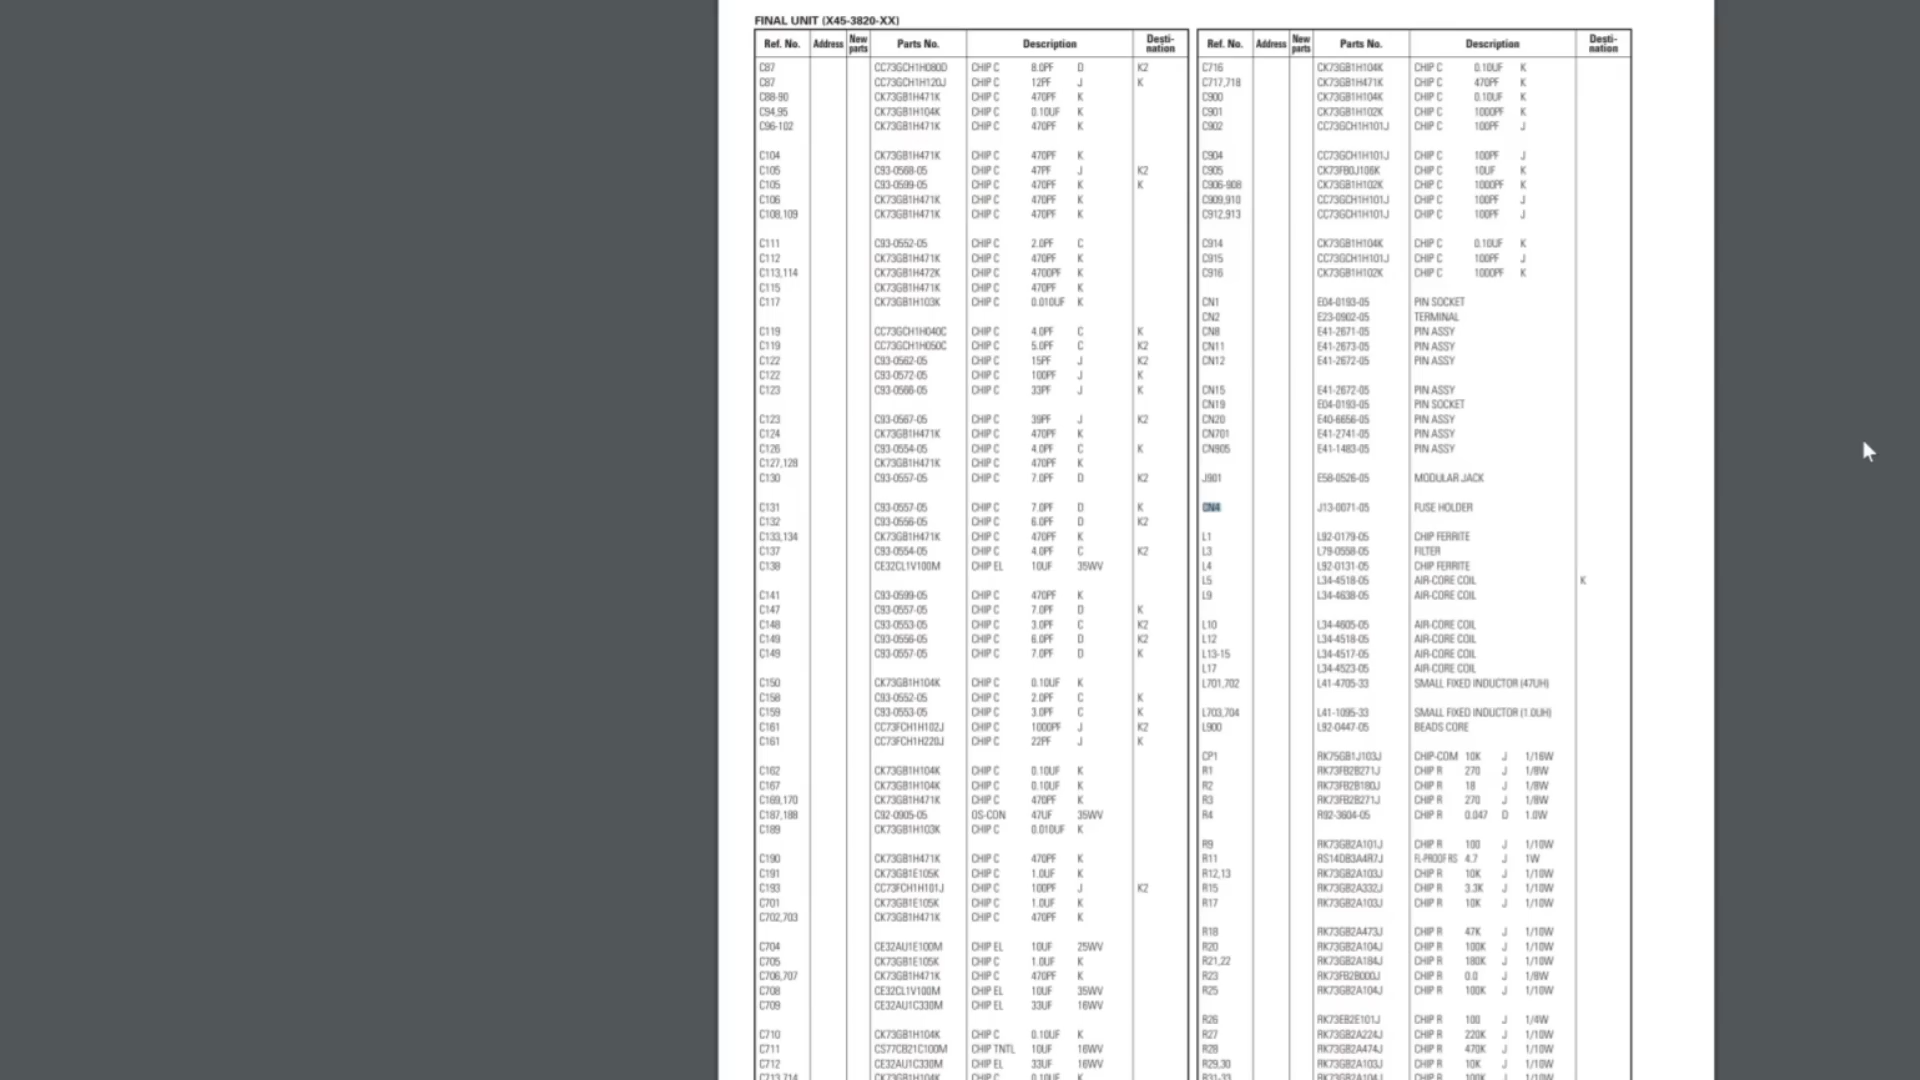 FINAL UNIT (X45-3820-XX)
Ref. No. Address New parts Parts No. Description Desti- nation
C87 CC73GCH1H080D CHIP C 8.0PF D K2
C87 CC73GCH1H120J CHIP C 12PF J K
C88-90 CK73GB1H471K CHIP C 470PF K
C94,95 CK73GB1H104K CHIP C 0.10UF K
C96-102 CK73GB1H471K CHIP C 470PF K
C104 CK73GB1H471K CHIP C 470PF K
C105 C93-0568-05 CHIP C 47PF J K2
C105 C93-0599-05 CHIP C 470PF K K
C106 CK73GB1H471K CHIP C 470PF K
C108,109 CK73GB1H471K CHIP C 470PF K
C111 C93-0552-05 CHIP C 2.0PF C
C112 CK73GB1H471K CHIP C 470PF K
C113,114 CK73GB1H472K CHIP C 4700PF K
C115 CK73GB1H471K CHIP C 470PF K
C117 CK73GB1H103K CHIP C 0.010UF K
C119 CC73GCH1H040C CHIP C 4.0PF C K
C119 CC73GCH1H050C CHIP C 5.0PF C K2
C122 C93-0562-05 CHIP C 15PF J K2
C122 C93-0572-05 CHIP C 100PF J K
C123 C93-0566-05 CHIP C 33PF J K
C123 C93-0567-05 CHIP C 39PF J K2
C124 CK73GB1H471K CHIP C 470PF K
C126 C93-0554-05 CHIP C 4.0PF C K
C127,128 CK73GB1H471K CHIP C 470PF K
C130 C93-0557-05 CHIP C 7.0PF D K2
C131 C93-0557-05 CHIP C 7.0PF D K
C132 C93-0556-05 CHIP C 6.0PF D K2
C133,134 CK73GB1H471K CHIP C 470PF K
C137 C93-0554-05 CHIP C 4.0PF C K2
C138 CE32CL1V100M CHIP EL 10UF 35WV
C141 C93-0599-05 CHIP C 470PF K
C147 C93-0557-05 CHIP C 7.0PF D K
C148 C93-0553-05 CHIP C 3.0PF C K2
C149 C93-0556-05 CHIP C 6.0PF D K2
C149 C93-0557-05 CHIP C 7.0PF D K
C150 CK73GB1H104K CHIP C 0.10UF K
C158 C93-0552-05 CHIP C 2.0PF C K
C159 C93-0553-05 CHIP C 3.0PF C K
C161 CC73FCH1H102J CHIP C 1000PF J K2
C161 CC73FCH1H220J CHIP C 22PF J K
C162 CK73GB1H104K CHIP C 0.10UF K
C167 CK73GB1H104K CHIP C 0.10UF K
C169,170 CK73GB1H471K CHIP C 470PF K
C187,188 C92-0905-05 OS-CON 47UF 35WV
C189 CK73GB1H103K CHIP C 0.010UF K
C190 CK73GB1H471K CHIP C 470PF K
C191 CK73GB1E105K CHIP C 1.0UF K
C193 CC73FCH1H101J CHIP C 100PF J K2
C701 CK73GB1E105K CHIP C 1.0UF K
C702,703 CK73GB1H471K CHIP C 470PF K
C704 CE32AU1E100M CHIP EL 10UF 25WV
C705 CK73GB1E105K CHIP C 1.0UF K
C706,707 CK73GB1H471K CHIP C 470PF K
C708 CE32CL1V100M CHIP EL 10UF 35WV
C709 CE32AU1C330M CHIP EL 33UF 16WV
C710 CK73GB1H104K CHIP C 0.10UF K
C711 CS77CB21C100M CHIP TNTL 10UF 16WV
C712 CE32AU1C330M CHIP EL 33UF 16WV
C713,714 CK73GB1H104K CHIP C 0.10UF K
Ref. No. Address New parts Parts No. Description Desti- nation
C716 CK73GB1H104K CHIP C 0.10UF K
C717,718 CK73GB1H471K CHIP C 470PF K
C900 CK73GB1H104K CHIP C 0.10UF K
C901 CK73GB1H102K CHIP C 1000PF K
C902 CC73GCH1H101J CHIP C 100PF J
C904 CC73GCH1H101J CHIP C 100PF J
C905 CK73FB0J106K CHIP C 10UF K
C906-908 CK73GB1H102K CHIP C 1000PF K
C909,910 CC73GCH1H101J CHIP C 100PF J
C912,913 CC73GCH1H101J CHIP C 100PF J
C914 CK73GB1H104K CHIP C 0.10UF K
C915 CC73GCH1H101J CHIP C 100PF J
C916 CK73GB1H102K CHIP C 1000PF K
CN1 E04-0193-05 PIN SOCKET
CN2 E23-0902-05 TERMINAL
CN8 E41-2671-05 PIN ASSY
CN11 E41-2673-05 PIN ASSY
CN12 E41-2672-05 PIN ASSY
CN15 E41-2672-05 PIN ASSY
CN19 E04-0193-05 PIN SOCKET
CN20 E40-6656-05 PIN ASSY
CN701 E41-2741-05 PIN ASSY
CN905 E41-1483-05 PIN ASSY
J901 E58-0526-05 MODULAR JACK
CN4 J13-0071-05 FUSE HOLDER
L1 L92-0179-05 CHIP FERRITE
L3 L79-0558-05 FILTER
L4 L92-0131-05 CHIP FERRITE
L5 L34-4518-05 AIR-CORE COIL K
L9 L34-4638-05 AIR-CORE COIL
L10 L34-4605-05 AIR-CORE COIL
L12 L34-4518-05 AIR-CORE COIL
L13-15 L34-4517-05 AIR-CORE COIL
L17 L34-4523-05 AIR-CORE COIL
L701,702 L41-4705-33 SMALL FIXED INDUCTOR (47UH)
L703,704 L41-1095-33 SMALL FIXED INDUCTOR (1.0UH)
L900 L92-0447-05 BEADS CORE
CP1 RK75GB1J103J CHIP-COM 10K J 1/16W
R1 RK73FB2B271J CHIP R 270 J 1/8W
R2 RK73FB2B180J CHIP R 18 J 1/8W
R3 RK73FB2B271J CHIP R 270 J 1/8W
R4 R92-3604-05 CHIP R 0.047 D 1.0W
R9 RK73GB2A101J CHIP R 100 J 1/10W
R11 RS14DB3A4R7J FL-PROOF RS 4.7 J 1W
R12,13 RK73GB2A103J CHIP R 10K J 1/10W
R15 RK73GB2A332J CHIP R 3.3K J 1/10W
R17 RK73GB2A103J CHIP R 10K J 1/10W
R18 RK73GB2A473J CHIP R 47K J 1/10W
R20 RK73GB2A104J CHIP R 100K J 1/10W
R21,22 RK73GB2A184J CHIP R 180K J 1/10W
R23 RK73FB2B000J CHIP R 0.0 J 1/8W
R25 RK73GB2A104J CHIP R 100K J 1/10W
R26 RK73EB2E101J CHIP R 100 J 1/4W
R27 RK73GB2A224J CHIP R 220K J 1/10W
R28 RK73GB2A474J CHIP R 470K J 1/10W
R29,30 RK73GB2A103J CHIP R 10K J 1/10W
R31-33 RK73GB2A104J CHIP R 100K J 1/10W